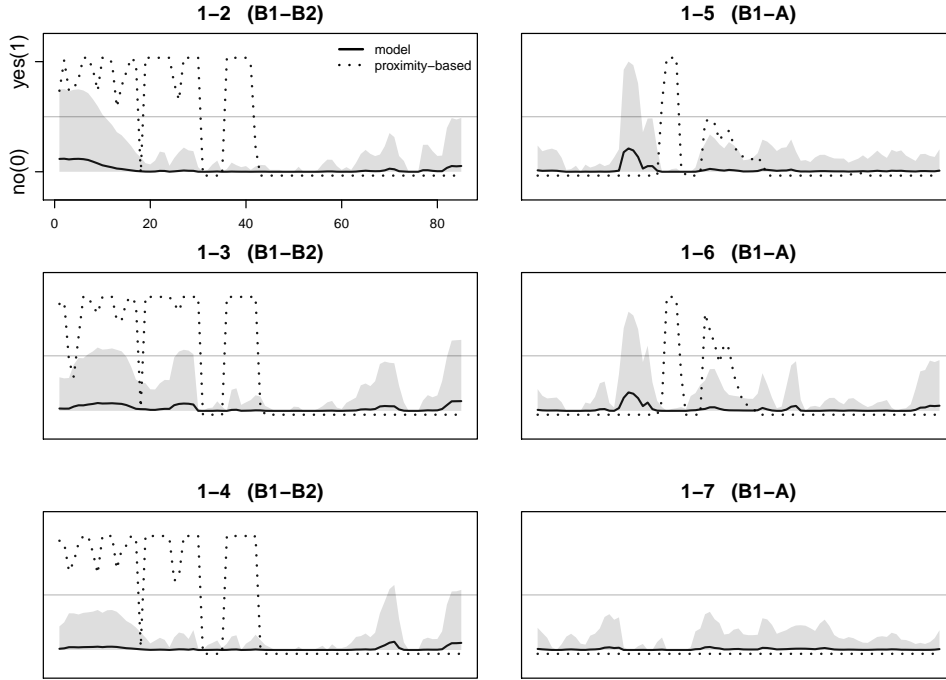 1−2 (B1−B2)
1−5 (B1−A)
yes(1)
no(0)
model
proximity−based
0 20 40 60 80
1−3 (B1−B2)
1−6 (B1−A)
1−4 (B1−B2)
1−7 (B1−A)